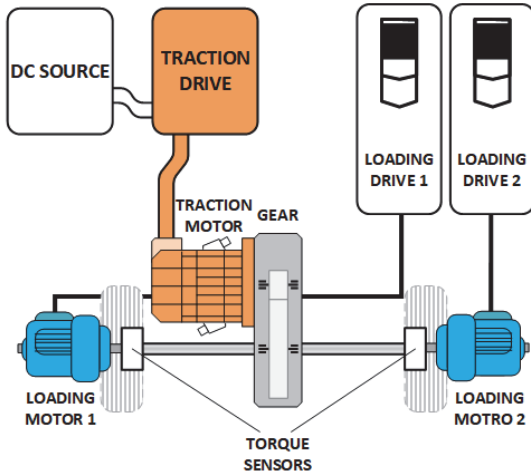 DC SOURCE
TRACTION
DRIVE
LOADING
DRIVE 1
LOADING
DRIVE 2
TRACTION
MOTOR
GEAR
LOADING
MOTOR 1
LOADING
MOTRO 2
TORQUE
SENSORS